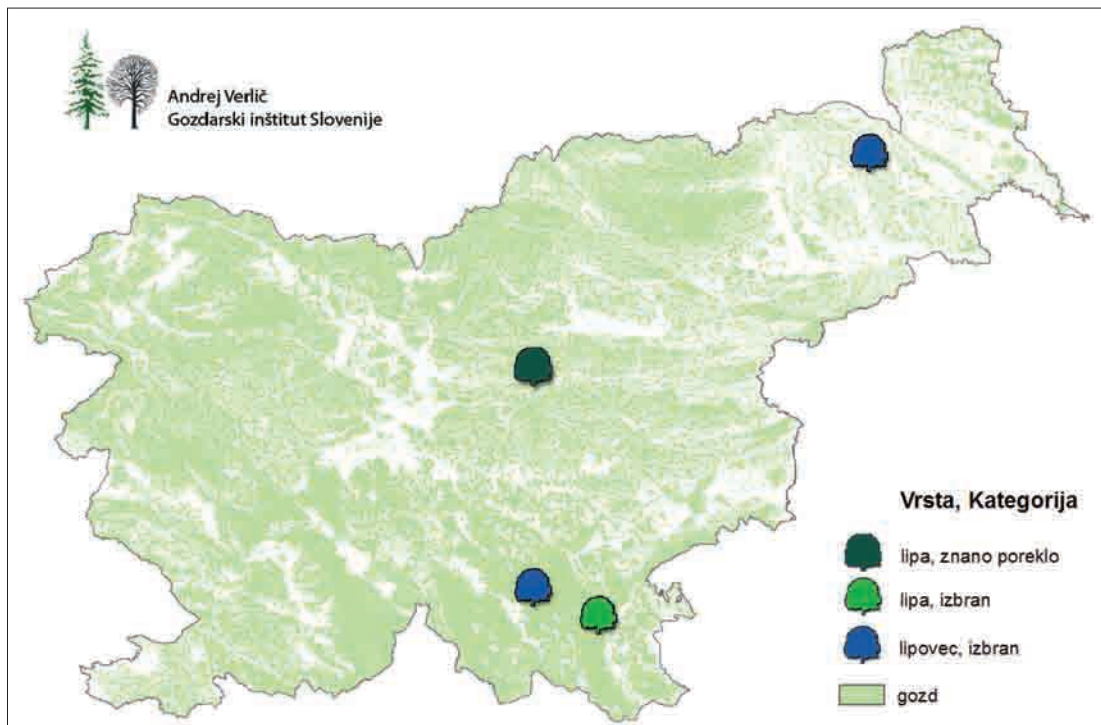 Andrej Verlič
Gozdarski inštitut Slovenije
Vrsta, Kategorija
lipa, znano poreklo
lipa, izbran
lipovec, izbran
gozd